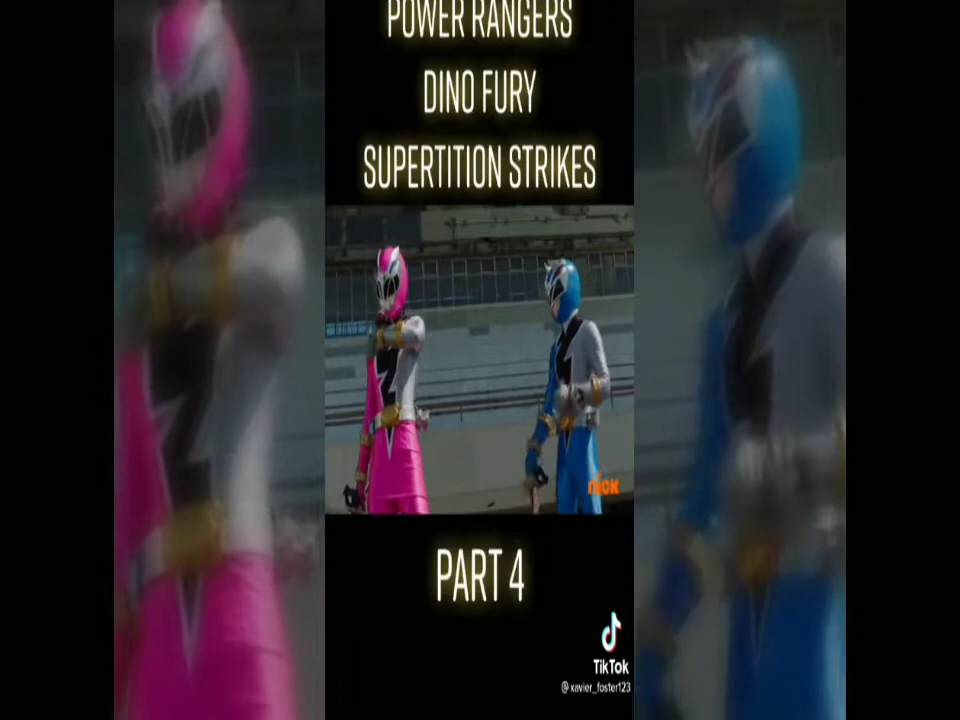 POWER RANGERS
DINO FURY
SUPERTITION STRIKES
nick
PART 4
TikTok
@xavier_foster123